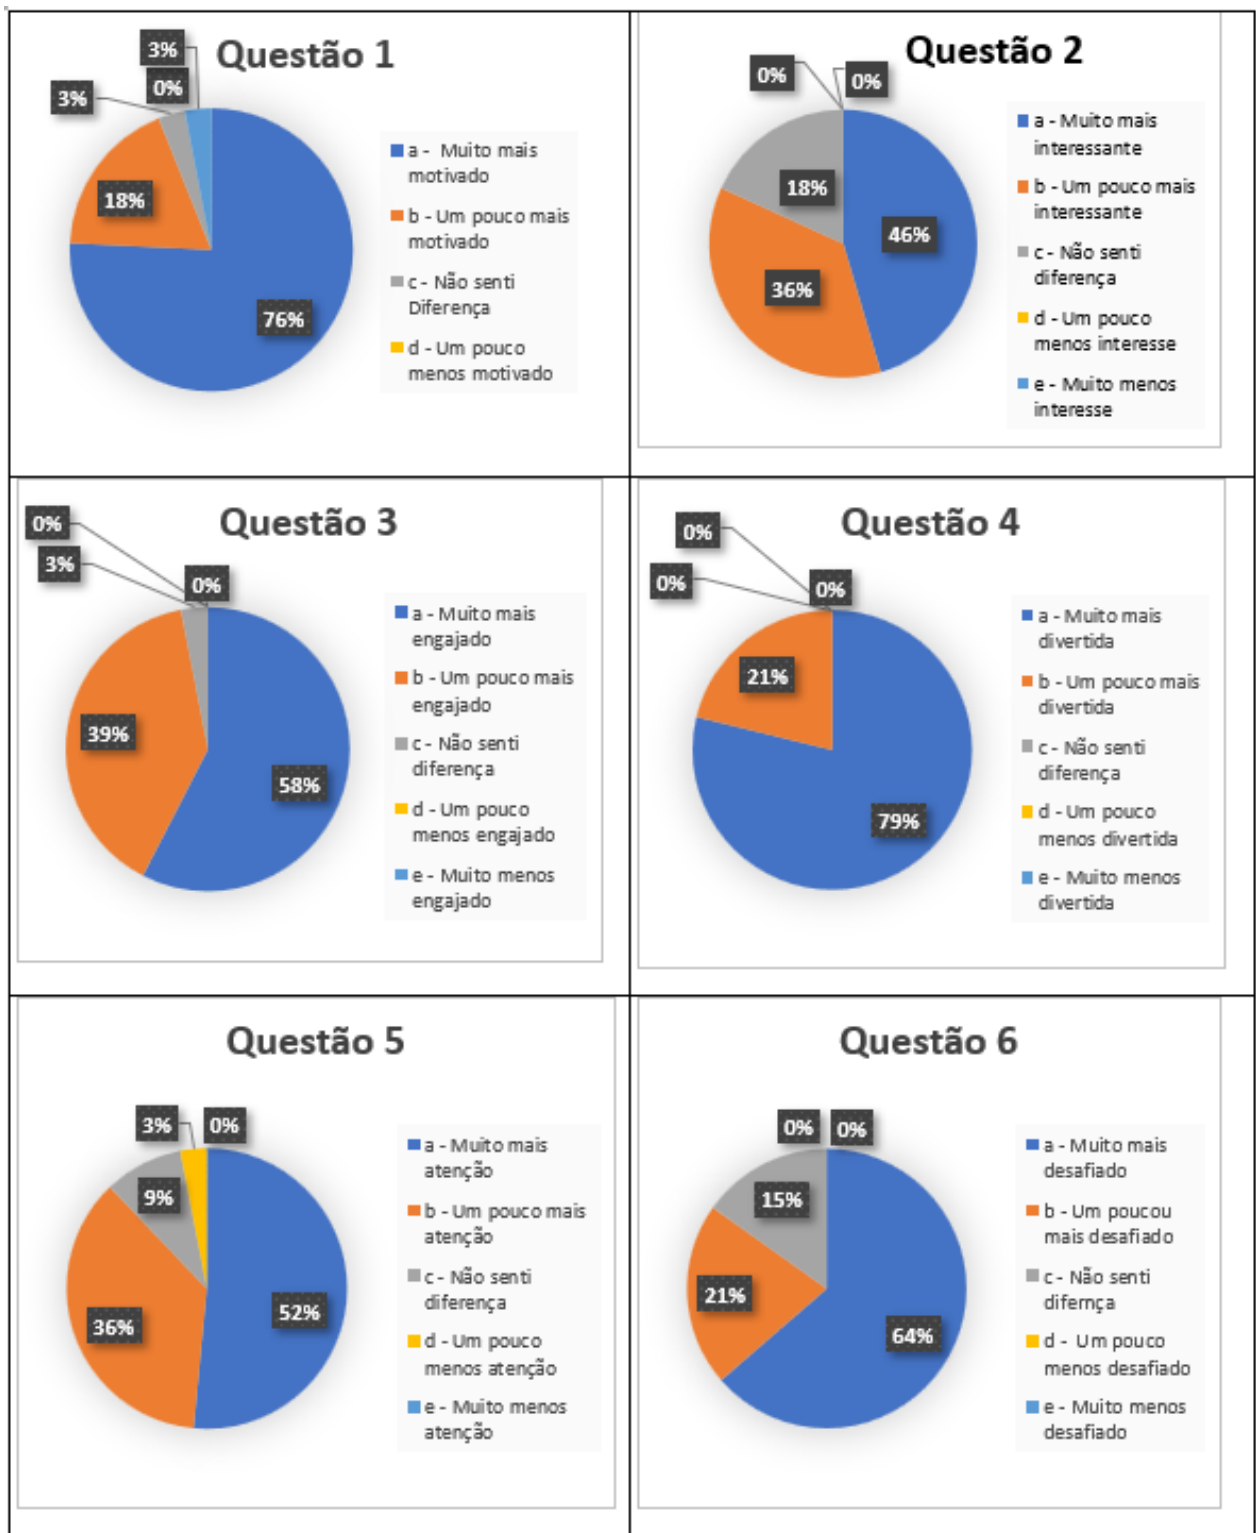 Questão 1
3%
0%
3%
18%
76%
a - Muito mais
motivado
b - Um pouco mais
motivado
c - Não senti
Diferença
d - Um pouco
menos motivado
Questão 2
0%
0%
18%
46%
36%
a - Muito mais
interessante
b - Um pouco mais
interessante
c - Não senti
diferença
d - Um pouco
menos interesse
e - Muito menos
interesse
Questão 3
0%
3%
0%
39%
58%
a - Muito mais
engajado
b - Um pouco mais
engajado
c - Não senti
diferença
d - Um pouco
menos engajado
e - Muito menos
engajado
Questão 4
0%
0%
0%
21%
79%
a - Muito mais
divertida
b - Um pouco mais
divertida
c - Não senti
diferença
d - Um pouco
menos divertida
e - Muito menos
divertida
Questão 5
3%
0%
9%
36%
52%
a - Muito mais
atenção
b - Um pouco mais
atenção
c - Não senti
diferença
d - Um pouco
menos atenção
e - Muito menos
atenção
Questão 6
0%
0%
15%
21%
64%
a - Muito mais
desafiado
b - Um poucou
mais desafiado
c - Não senti
difernça
d - Um pouco
menos desafiado
e - Muito menos
desafiado